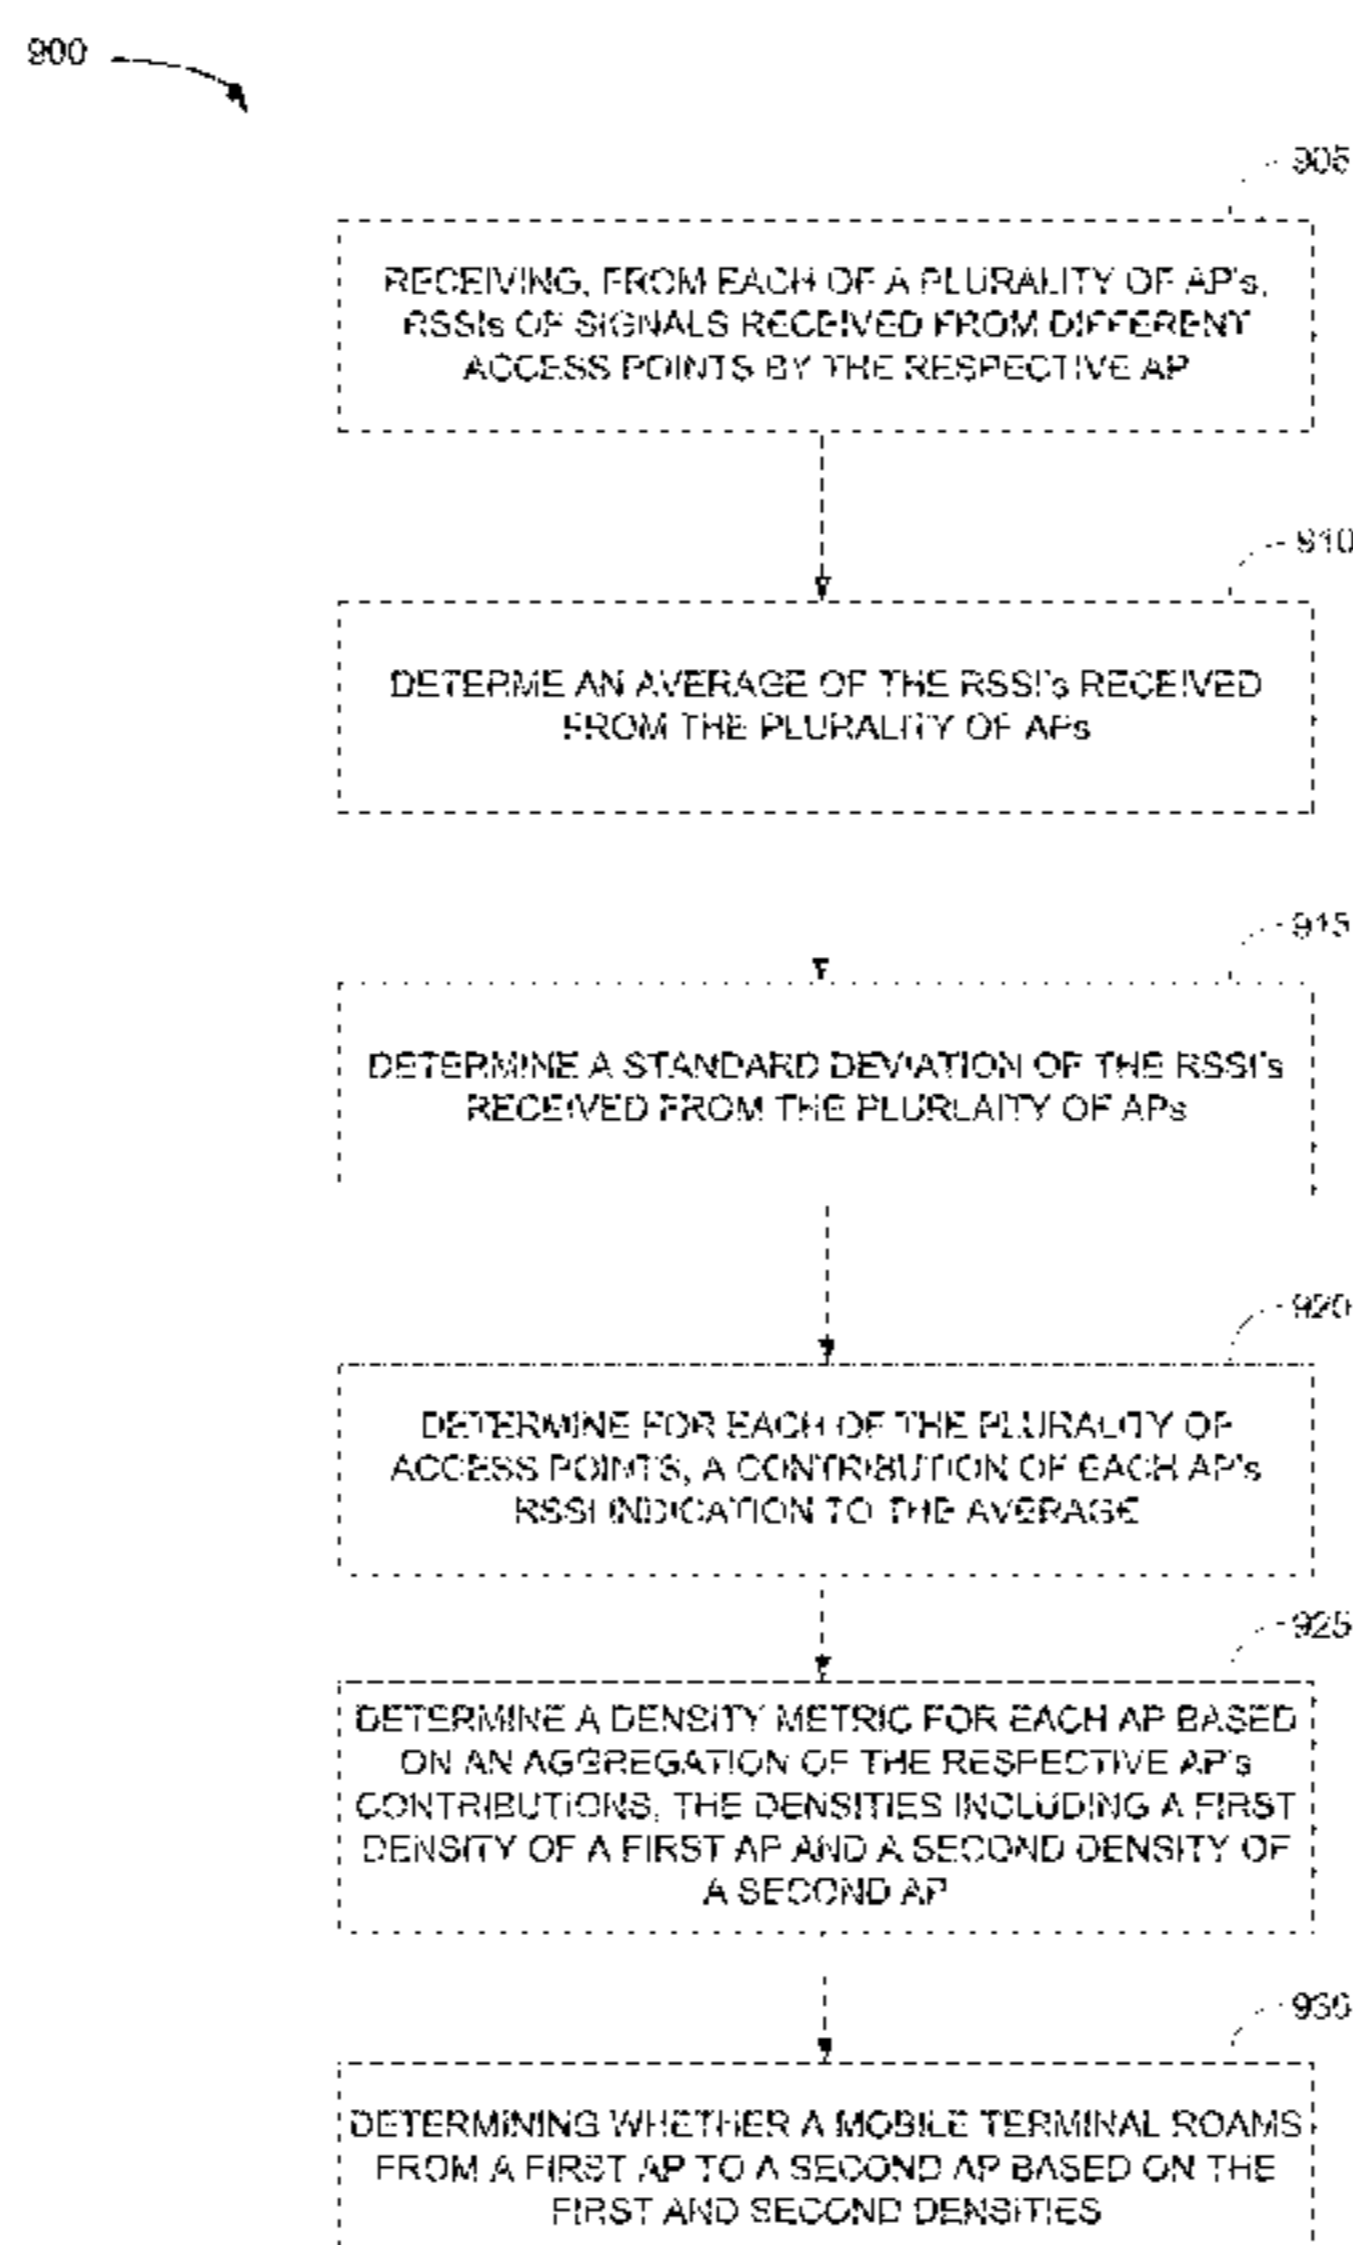 900
905
RECEIVING, FROM EACH OF A PLURALITY OF AP's,
RSSIs OF SIGNALS RECEIVED FROM DIFFERENT
ACCESS POINTS BY THE RESPECTIVE AP
910
DETERME AN AVERAGE OF THE RSSI's RECEIVED
FROM THE PLURALITY OF APs
915
DETERMINE A STANDARD DEVIATION OF THE RSSI's
RECEIVED FROM THE PLURLAITY OF APs
920
DETERMINE FOR EACH OF THE PLURALITY OF
ACCESS POINTS, A CONTRIBUTION OF EACH AP's
RSSI INDICATION TO THE AVERAGE
925
DETERMINE A DENSITY METRIC FOR EACH AP BASED
ON AN AGGREGATION OF THE RESPECTIVE AP's
CONTRIBUTIONS, THE DENSITIES INCLUDING A FIRST
DENSITY OF A FIRST AP AND A SECOND DENSITY OF
A SECOND AP
930
DETERMINING WHETHER A MOBILE TERMINAL ROAMS
FROM A FIRST AP TO A SECOND AP BASED ON THE
FIRST AND SECOND DENSITIES